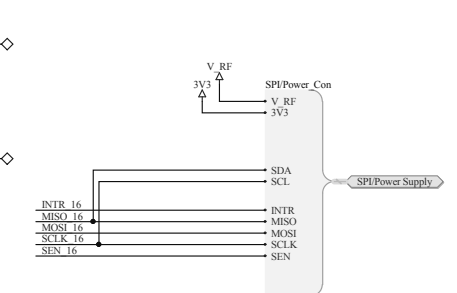 V_RF
3V3
SPI/Power_Con
V_RF
3V3
SDA
SCL
SPI/Power Supply
INTR_16
INTR
MISO_16
MISO
MOSI_16
MOSI
SCLK_16
SCLK
SEN_16
SEN